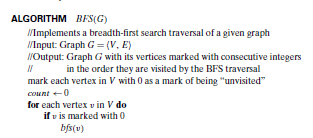 ALGORITHM BFS(G)
//Implements a breadth-first search traversal of a given graph
//Input: Graph G = ⟨V, E⟩
//Output: Graph G with its vertices marked with consecutive integers
// in the order they are visited by the BFS traversal
mark each vertex in V with 0 as a mark of being “unvisited”
count ←0
for each vertex v in V do
if v is marked with 0
bfs(v)